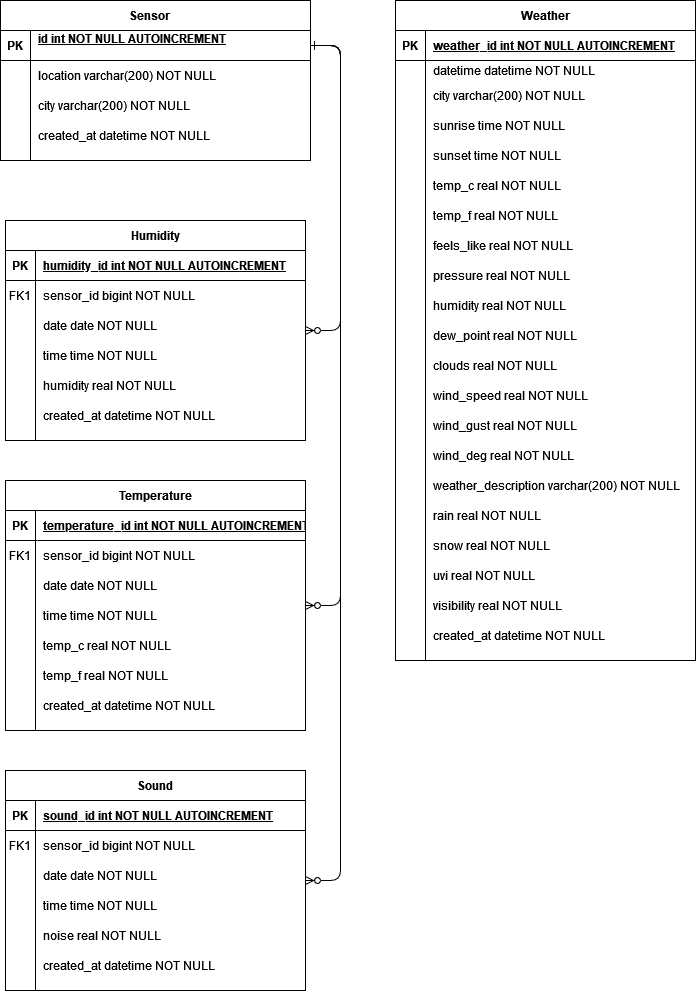 Sensor
PK id int NOT NULL AUTOINCREMENT
location varchar(200) NOT NULL
city varchar(200) NOT NULL
created_at datetime NOT NULL
Humidity
PK humidity_id int NOT NULL AUTOINCREMENT
FK1 sensor_id bigint NOT NULL
date date NOT NULL
time time NOT NULL
humidity real NOT NULL
created_at datetime NOT NULL
Temperature
PK temperature_id int NOT NULL AUTOINCREMENT
FK1 sensor_id bigint NOT NULL
date date NOT NULL
time time NOT NULL
temp_c real NOT NULL
temp_f real NOT NULL
created_at datetime NOT NULL
Sound
PK sound_id int NOT NULL AUTOINCREMENT
FK1 sensor_id bigint NOT NULL
date date NOT NULL
time time NOT NULL
noise real NOT NULL
created_at datetime NOT NULL
Weather
PK weather_id int NOT NULL AUTOINCREMENT
datetime datetime NOT NULL
city varchar(200) NOT NULL
sunrise time NOT NULL
sunset time NOT NULL
temp_c real NOT NULL
temp_f real NOT NULL
feels_like real NOT NULL
pressure real NOT NULL
humidity real NOT NULL
dew_point real NOT NULL
clouds real NOT NULL
wind_speed real NOT NULL
wind_gust real NOT NULL
wind_deg real NOT NULL
weather_description varchar(200) NOT NULL
rain real NOT NULL
snow real NOT NULL
uvi real NOT NULL
visibility real NOT NULL
created_at datetime NOT NULL